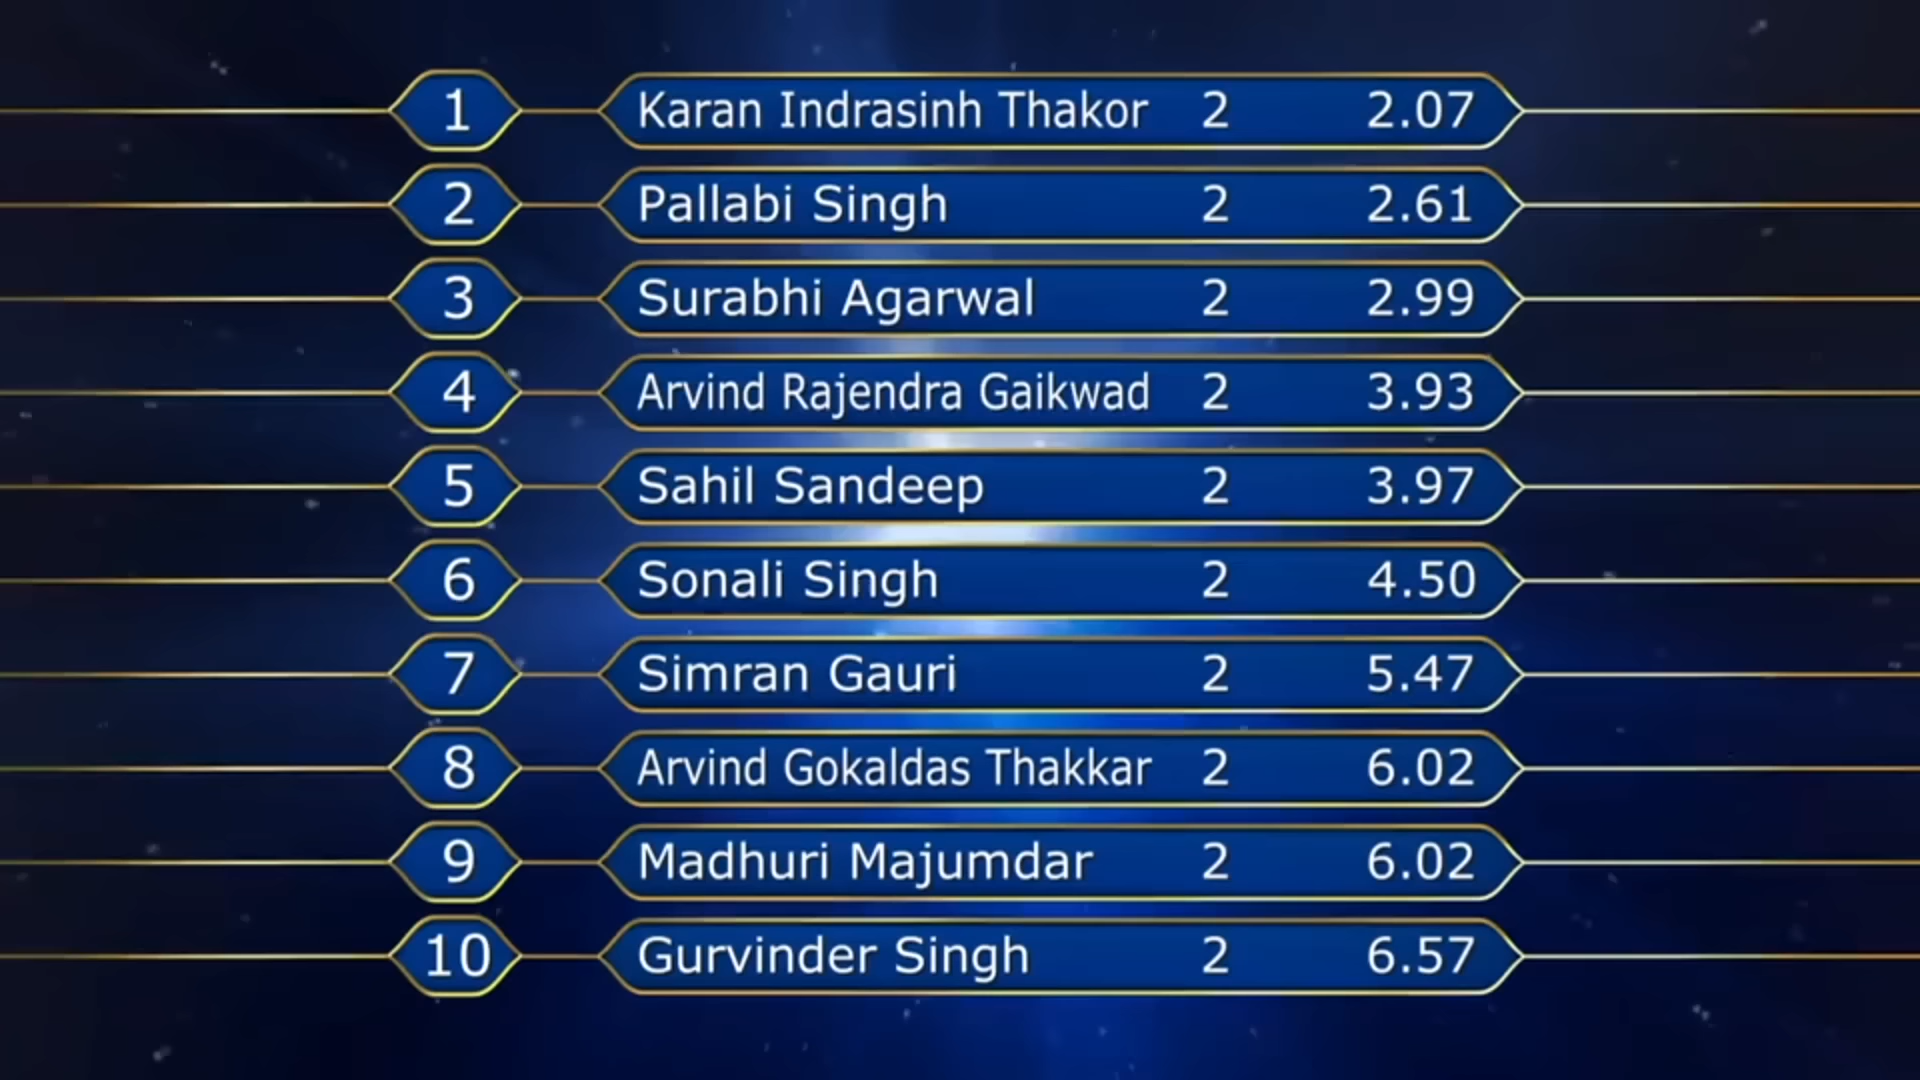 1 Karan Indrasinh Thakor 2 2.07
2 Pallabi Singh 2 2.61
3 Surabhi Agarwal 2 2.99
4 Arvind Rajendra Gaikwad 2 3.93
5 Sahil Sandeep 2 3.97
6 Sonali Singh 2 4.50
7 Simran Gauri 2 5.47
8 Arvind Gokaldas Thakkar 2 6.02
9 Madhuri Majumdar 2 6.02
10 Gurvinder Singh 2 6.57